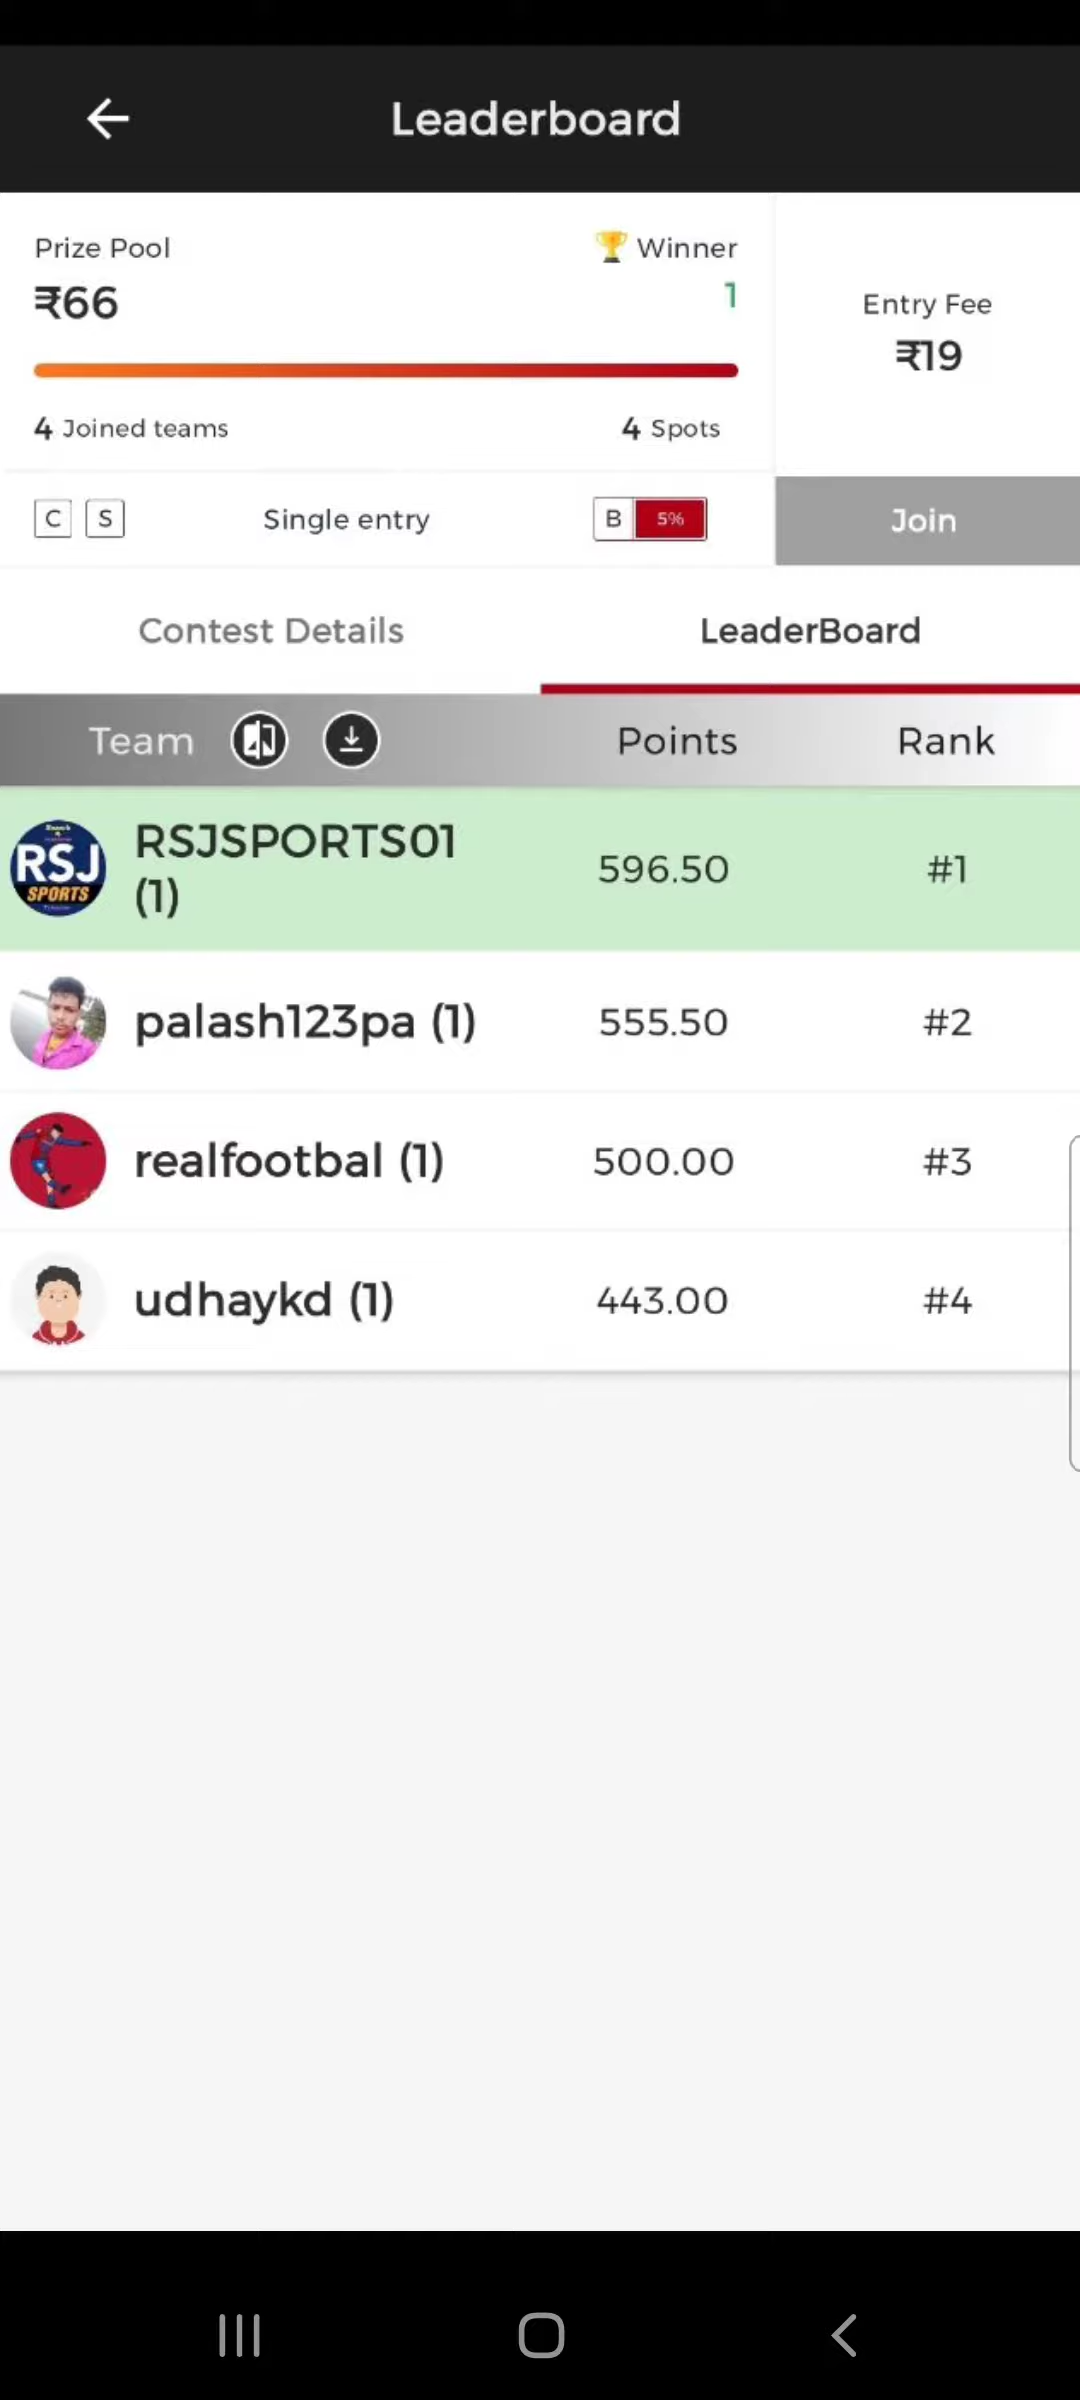 Leaderboard
Prize Pool
🏆 Winner
₹66
1
Entry Fee
₹19
4 Joined teams
4 Spots
C S Single entry B 5%
Join
Contest Details
LeaderBoard
Team Points Rank
RSJ
SPORTS
RSJSPORTS01
(1)
596.50
#1
palash123pa (1) 555.50 #2
realfootbal (1) 500.00 #3
udhaykd (1) 443.00 #4